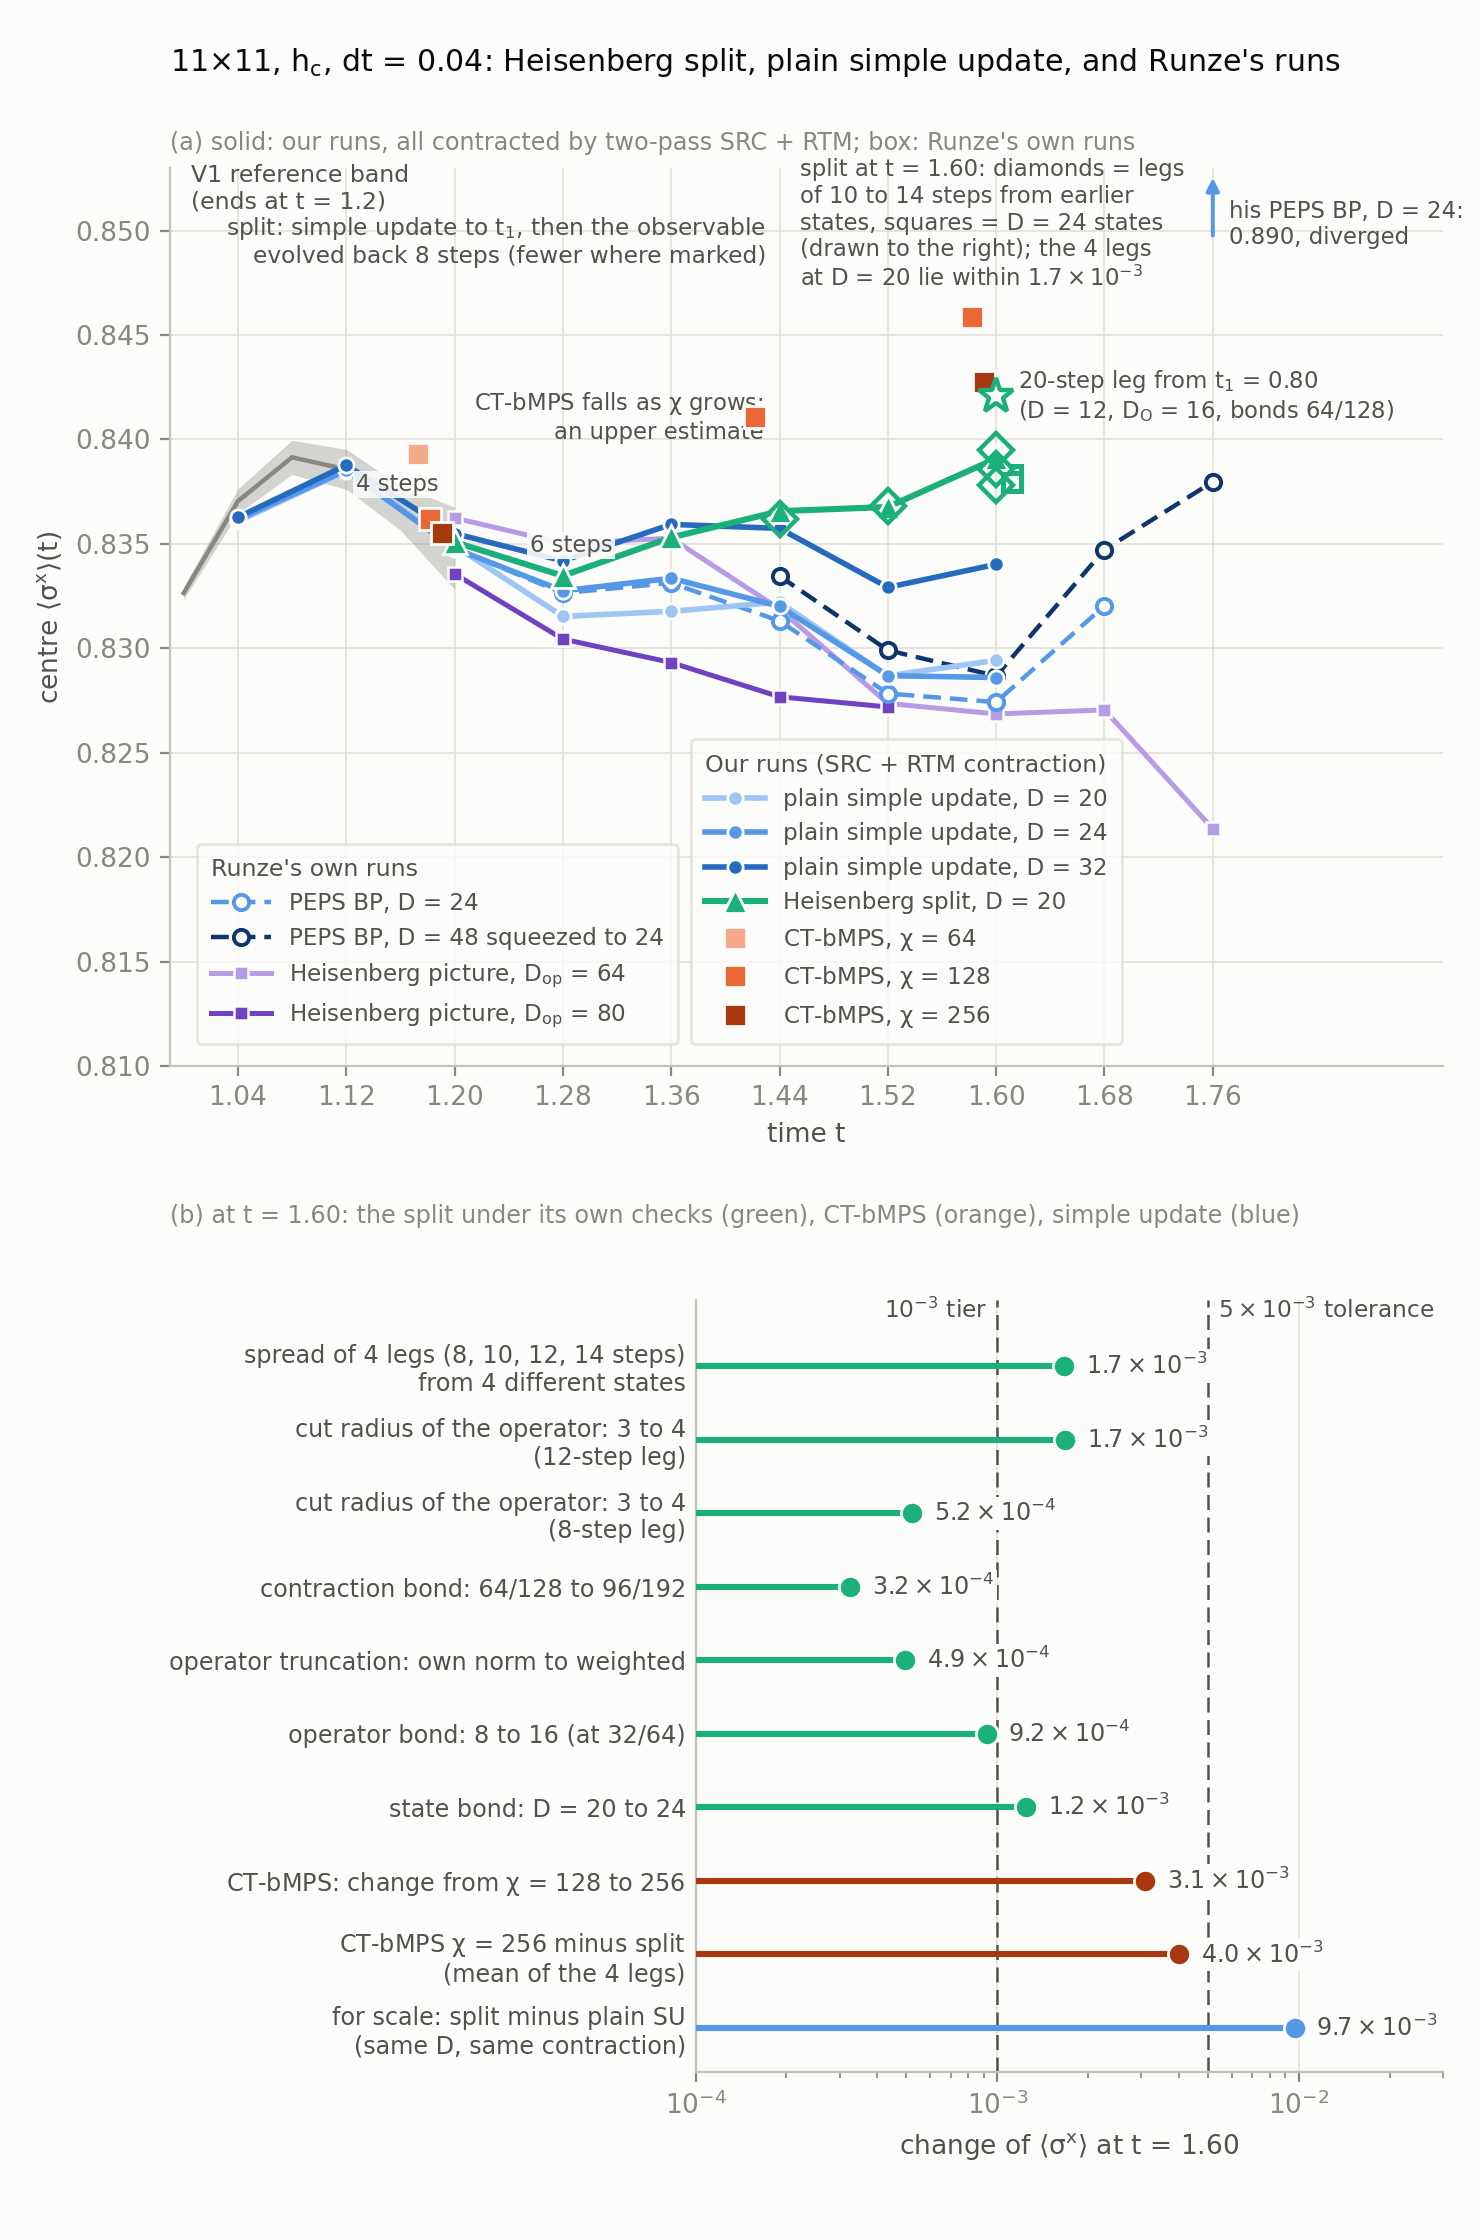 11×11, h_c, dt = 0.04: Heisenberg split, plain simple update, and Runze's runs
(a) solid: our runs, all contracted by two-pass SRC + RTM; box: Runze's own runs
V1 reference band
(ends at t = 1.2)
split: simple update to t₁, then the observable
evolved back 8 steps (fewer where marked)
split at t = 1.60: diamonds = legs
of 10 to 14 steps from earlier
states, squares = D = 24 states
(drawn to the right); the 4 legs
at D = 20 lie within 1.7 × 10⁻³
his PEPS BP, D = 24:
0.890, diverged
CT-bMPS falls as χ grows:
an upper estimate
20-step leg from t₁ = 0.80
(D = 12, D_O = 16, bonds 64/128)
4 steps
6 steps
centre ⟨σˣ⟩(t)
0.850
0.845
0.840
0.835
0.830
0.825
0.820
0.815
0.810
Runze's own runs
PEPS BP, D = 24
PEPS BP, D = 48 squeezed to 24
Heisenberg picture, D_op = 64
Heisenberg picture, D_op = 80
Our runs (SRC + RTM contraction)
plain simple update, D = 20
plain simple update, D = 24
plain simple update, D = 32
Heisenberg split, D = 20
CT-bMPS, χ = 64
CT-bMPS, χ = 128
CT-bMPS, χ = 256
1.04 1.12 1.20 1.28 1.36 1.44 1.52 1.60 1.68 1.76
time t
(b) at t = 1.60: the split under its own checks (green), CT-bMPS (orange), simple update (blue)
10⁻³ tier
5 × 10⁻³ tolerance
spread of 4 legs (8, 10, 12, 14 steps)
from 4 different states
1.7 × 10⁻³
cut radius of the operator: 3 to 4
(12-step leg)
1.7 × 10⁻³
cut radius of the operator: 3 to 4
(8-step leg)
5.2 × 10⁻⁴
contraction bond: 64/128 to 96/192
3.2 × 10⁻⁴
operator truncation: own norm to weighted
4.9 × 10⁻⁴
operator bond: 8 to 16 (at 32/64)
9.2 × 10⁻⁴
state bond: D = 20 to 24
1.2 × 10⁻³
CT-bMPS: change from χ = 128 to 256
3.1 × 10⁻³
CT-bMPS χ = 256 minus split
(mean of the 4 legs)
4.0 × 10⁻³
for scale: split minus plain SU
(same D, same contraction)
9.7 × 10⁻³
10⁻⁴ 10⁻³ 10⁻²
change of ⟨σˣ⟩ at t = 1.60